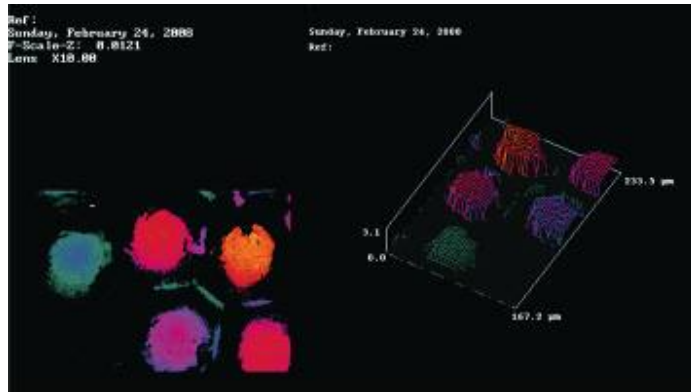 Ref:
Sunday, February 24, 2008
F-Scale-Z: 0.0121
Lens X10.00
Sunday, February 24, 2008
Ref:
233.5 µm
3.1
0.0
167.2 µm